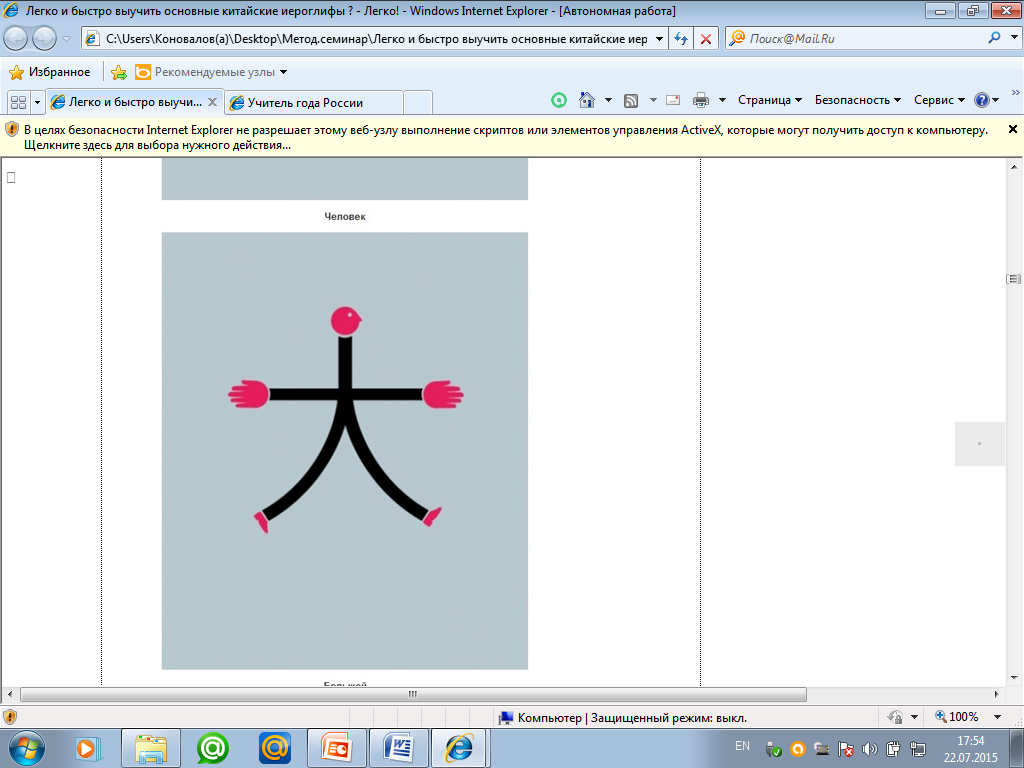 Легко и быстро выучить основные китайские иероглифы ? - Легко! - Windows Internet Explorer - [Автономная работа]
C:\Users\Коновалов(а)\Desktop\Метод.семинар\Легко и быстро выучить основные китайские иер
Поиск@Mail.Ru
Избранное
Рекомендуемые узлы
Легко и быстро выучи...
Учитель года России
Страница
Безопасность
Сервис
В целях безопасности Internet Explorer не разрешает этому веб-узлу выполнение скриптов или элементов управления ActiveX, которые могут получить доступ к компьютеру.
Щелкните здесь для выбора нужного действия...
Человек
大
Большой
Компьютер | Защищенный режим: выкл.
100%
EN
17:54
22.07.2015